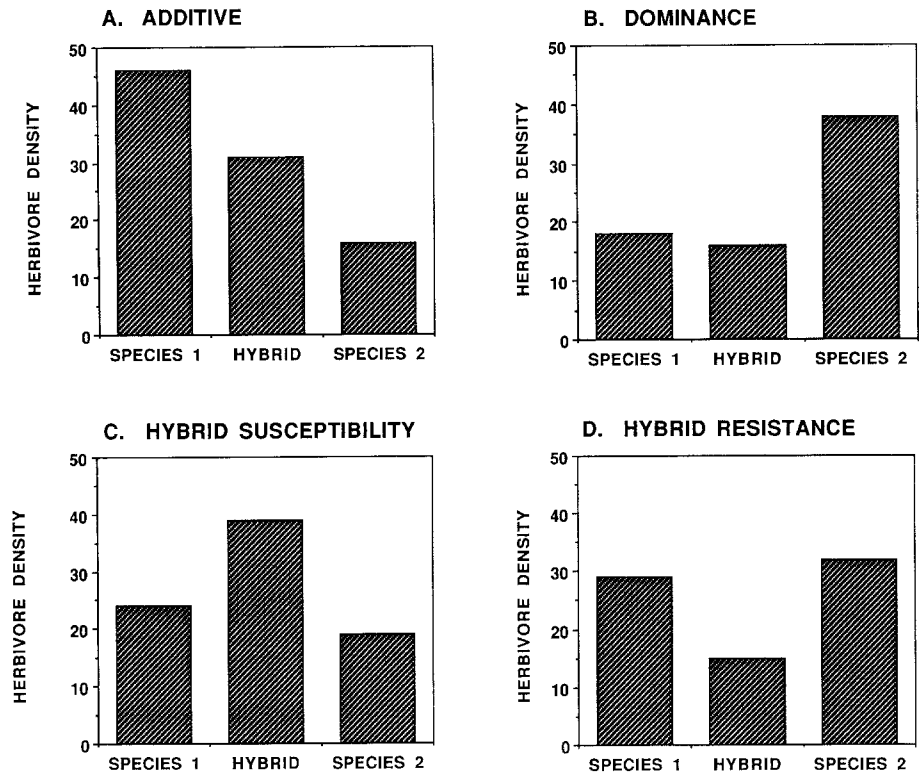 A. ADDITIVE
HERBIVORE DENSITY
50
40
30
20
10
0
SPECIES 1 HYBRID SPECIES 2
B. DOMINANCE
HERBIVORE DENSITY
50
40
30
20
10
0
SPECIES 1 HYBRID SPECIES 2
C. HYBRID SUSCEPTIBILITY
HERBIVORE DENSITY
50
40
30
20
10
0
SPECIES 1 HYBRID SPECIES 2
D. HYBRID RESISTANCE
HERBIVORE DENSITY
50
40
30
20
10
0
SPECIES 1 HYBRID SPECIES 2